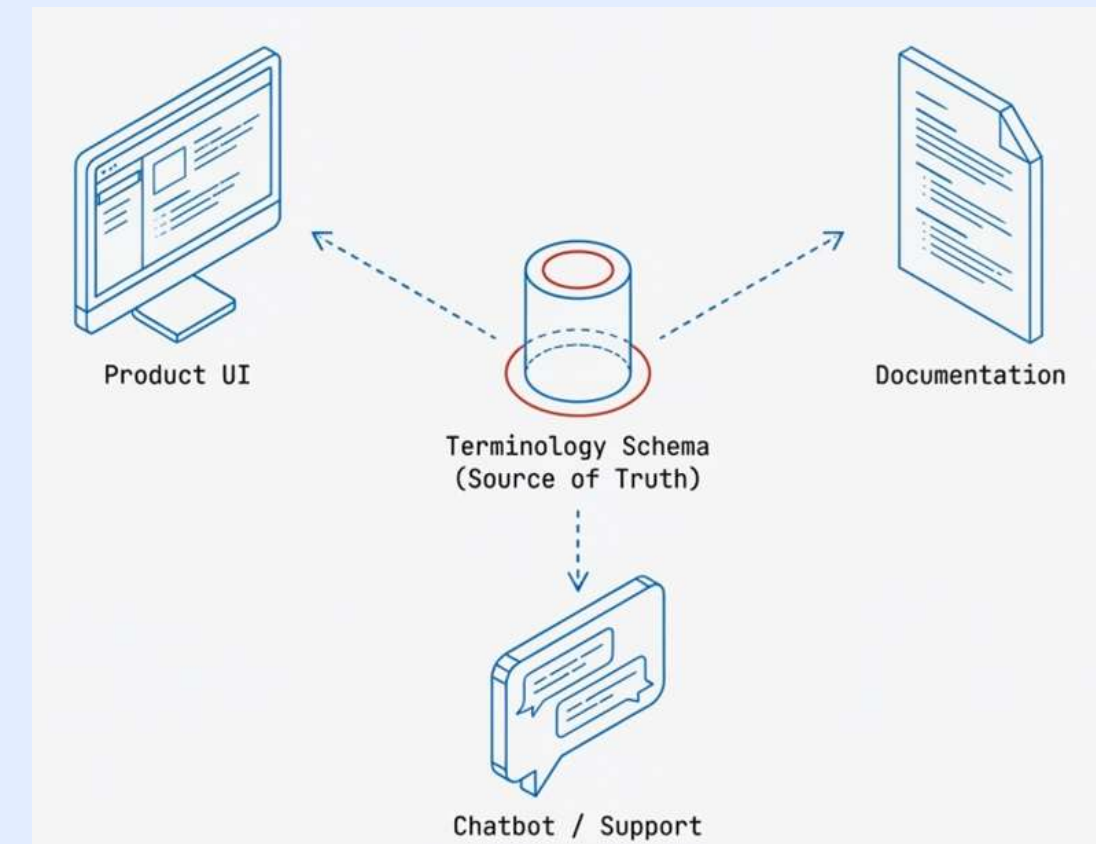 Product UI
Documentation
Terminology Schema
(Source of Truth)
Chatbot / Support